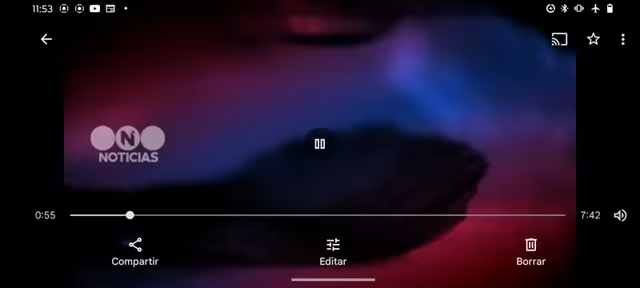 11:53
N
NOTICIAS
0:55
7:42
Compartir
Editar
Borrar